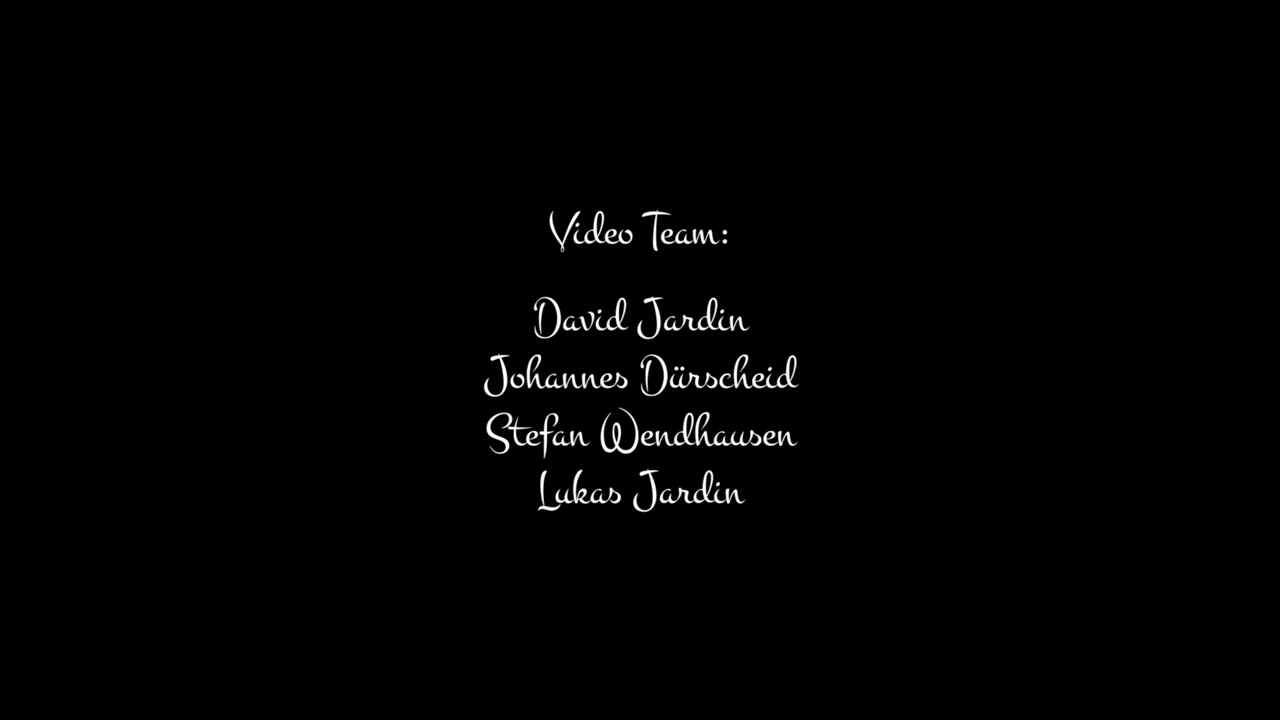 Video Team:
David Jardin
Johannes Dürscheid
Stefan Wendhausen
Lukas Jardin